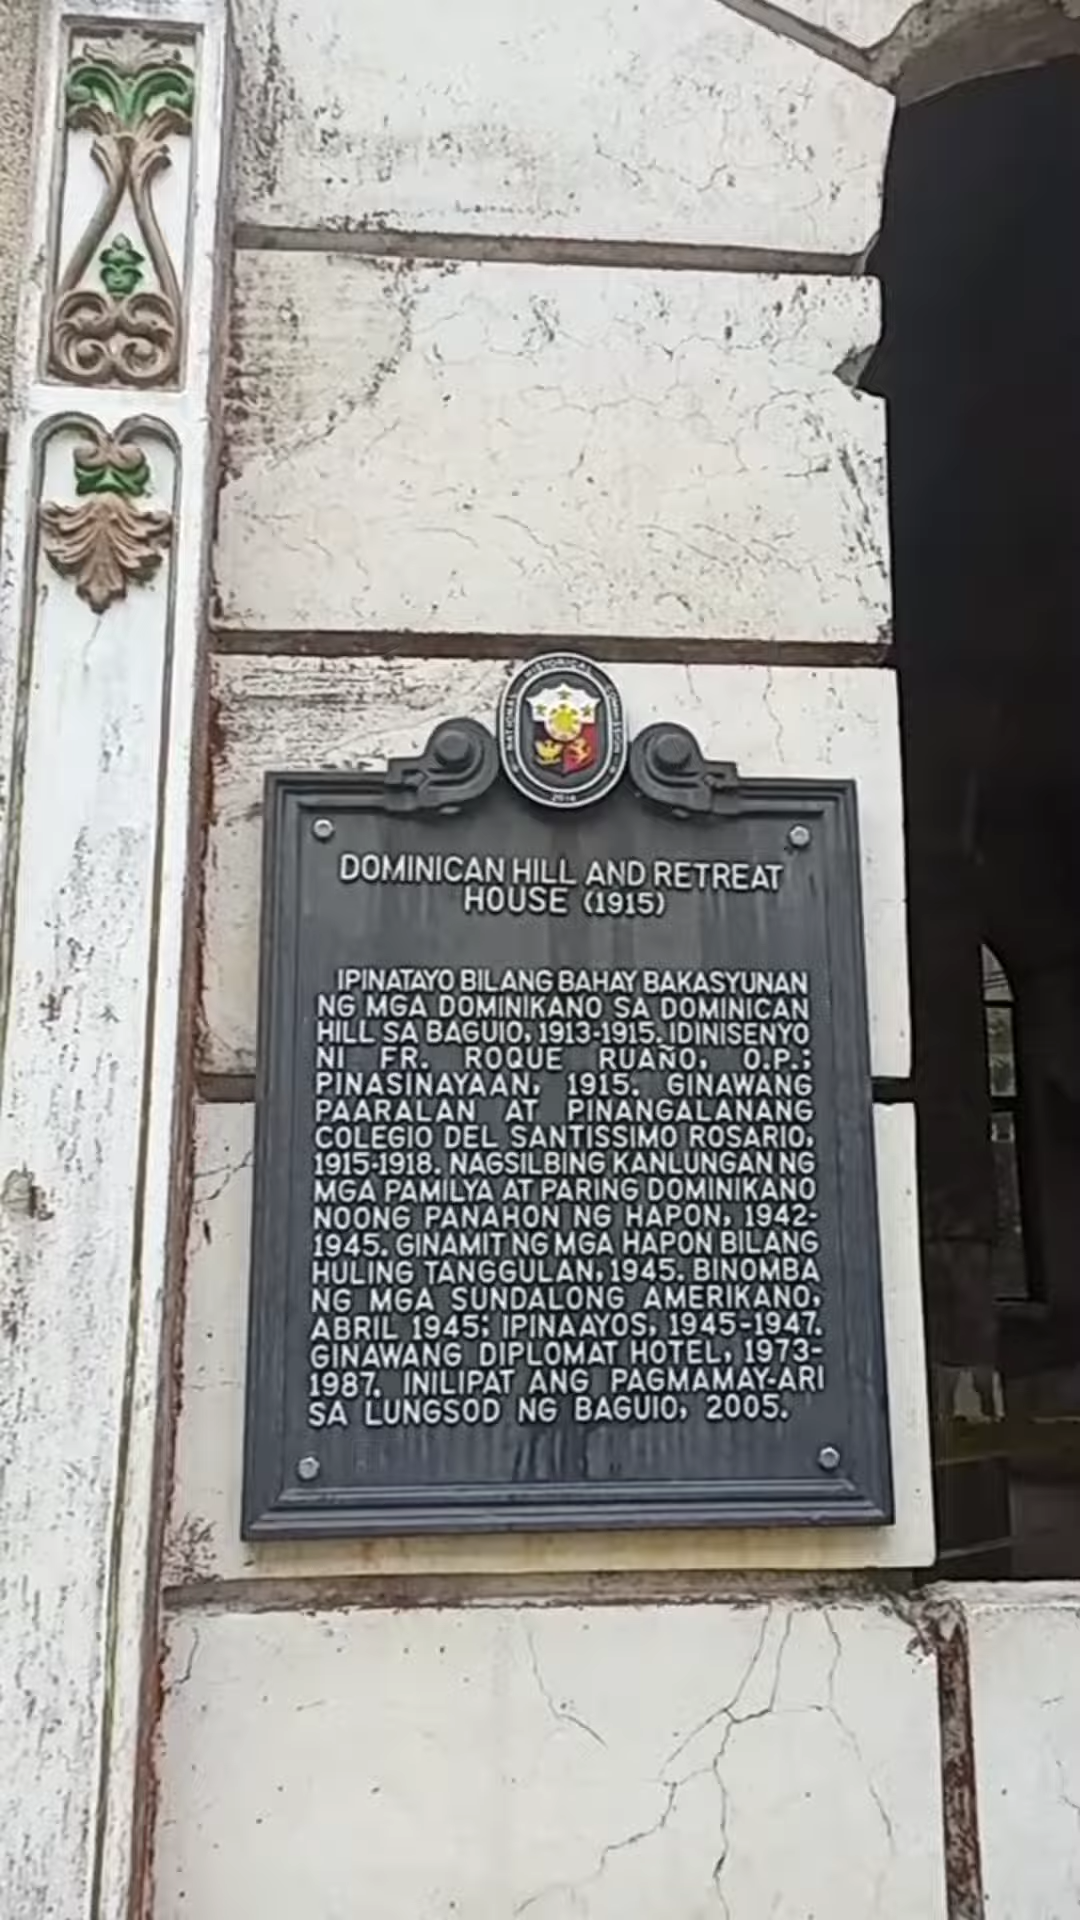 NATIONAL HISTORICAL COMMISSION
2014
DOMINICAN HILL AND RETREAT
HOUSE (1915)
IPINATAYO BILANG BAHAY BAKASYUNAN
NG MGA DOMINIKANO SA DOMINICAN
HILL SA BAGUIO, 1913-1915. IDINISENYO
NI FR. ROQUE RUAÑO, O.P.;
PINASINAYAAN, 1915. GINAWANG
PAARALAN AT PINANGALANANG
COLEGIO DEL SANTISSIMO ROSARIO,
1915-1918. NAGSILBING KANLUNGAN NG
MGA PAMILYA AT PARING DOMINIKANO
NOONG PANAHON NG HAPON, 1942-
1945. GINAMIT NG MGA HAPON BILANG
HULING TANGGULAN, 1945. BINOMBA
NG MGA SUNDALONG AMERIKANO,
ABRIL 1945; IPINAAYOS, 1945-1947.
GINAWANG DIPLOMAT HOTEL, 1973-
1987. INILIPAT ANG PAGMAMAY-ARI
SA LUNGSOD NG BAGUIO, 2005.